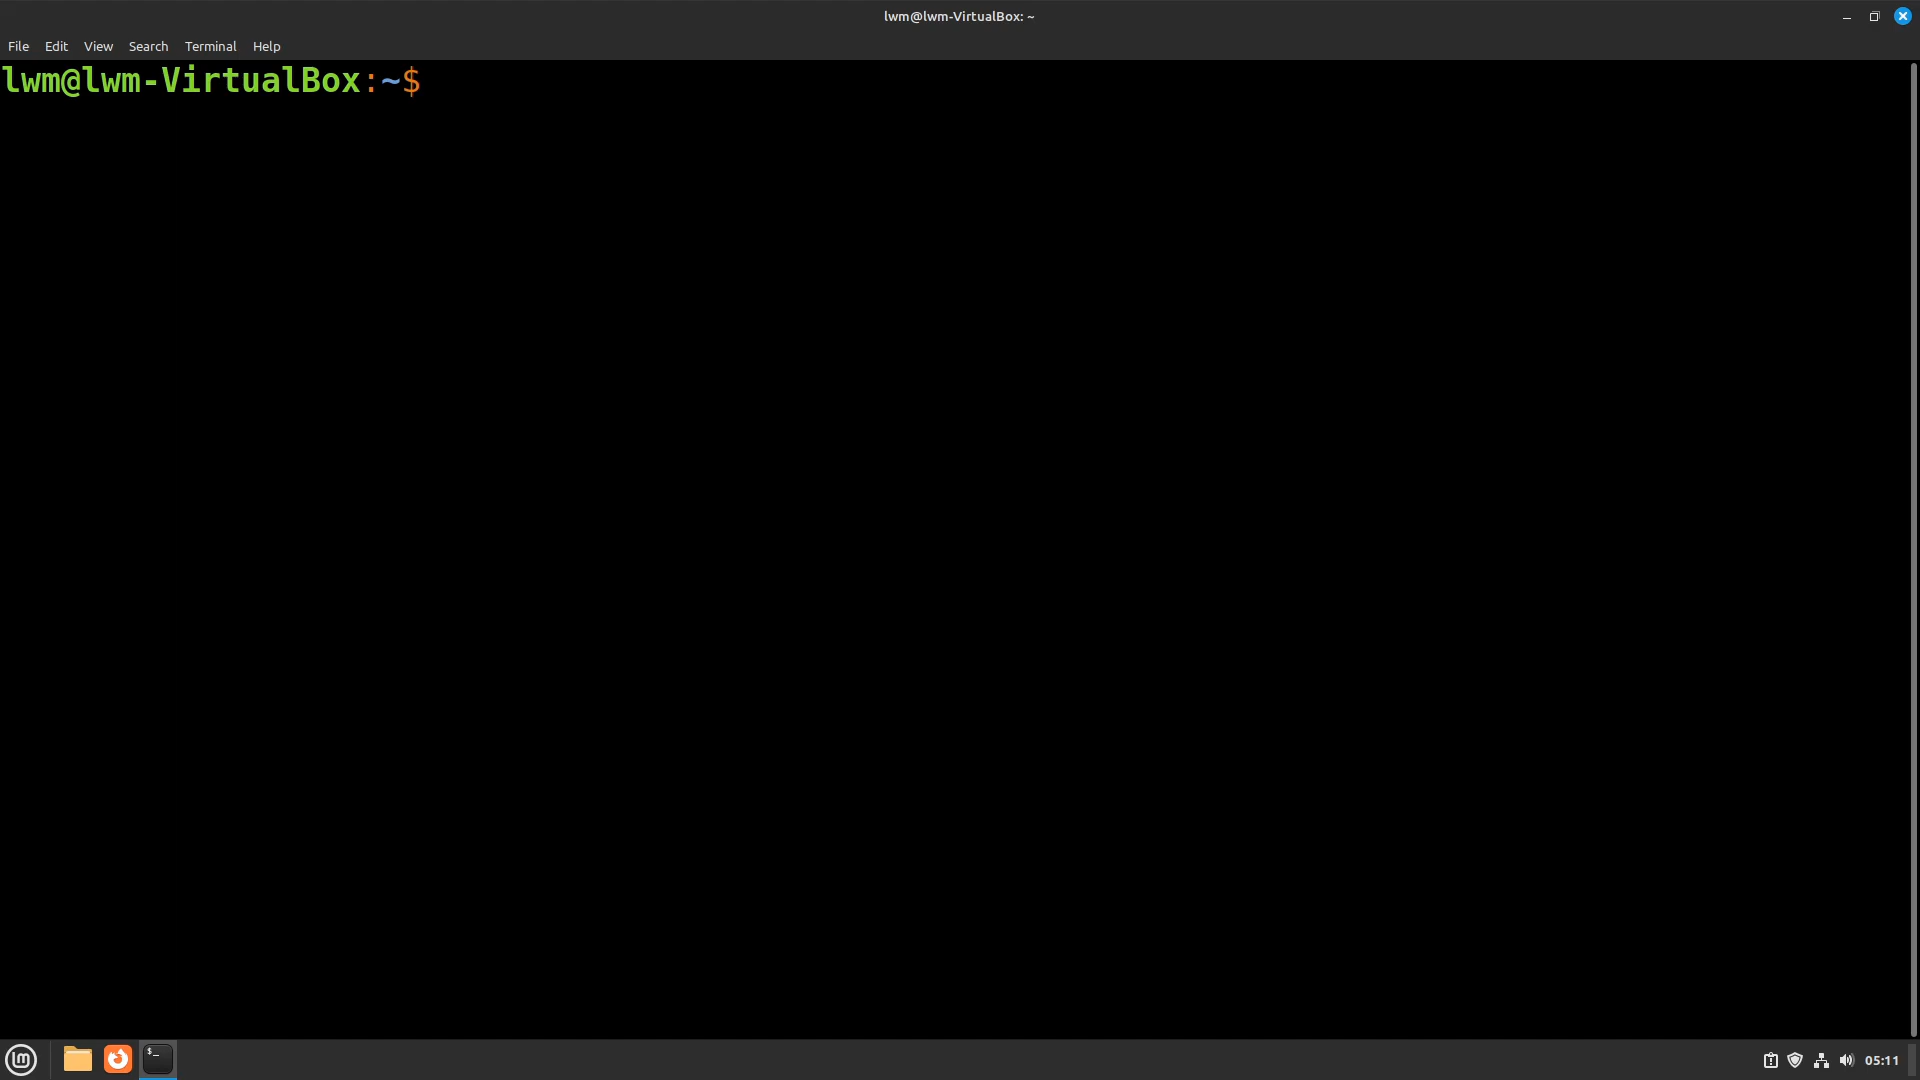 lwm@lwm-VirtualBox: ~
File Edit View Search Terminal Help
lwm@lwm-VirtualBox:~$
$_
05:11